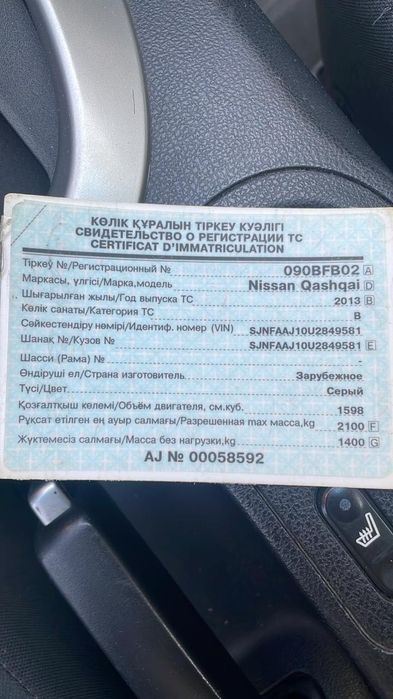 КӨЛІК ҚҰРАЛЫН ТІРКЕУ КУӘЛІГІ
СВИДЕТЕЛЬСТВО О РЕГИСТРАЦИИ ТС
CERTIFICAT D'IMMATRICULATION
Тіркеу №/Регистрационный № 090BFB02 A
Маркасы, үлгісі/Марка,модель Nissan Qashqai D
Шығарылған жылы/Год выпуска ТС 2013 B
Көлік санаты/Категория ТС B
Сәйкестендіру нөмірі/Идентиф. номер (VIN) SJNFAAJ10U2849581
Шанақ №/Кузов № SJNFAAJ10U2849581 E
Шасси (Рама) № -
Өндіруші ел/Страна изготовитель Зарубежное
Түсі/Цвет Серый
Қозғалтқыш көлемі/Объём двигателя, см.куб. 1598
Рұқсат етілген ең ауыр салмағы/Разрешенная max масса,kg 2100 F
Жүктемесіз салмағы/Масса без нагрузки,kg 1400 G
AJ № 00058592